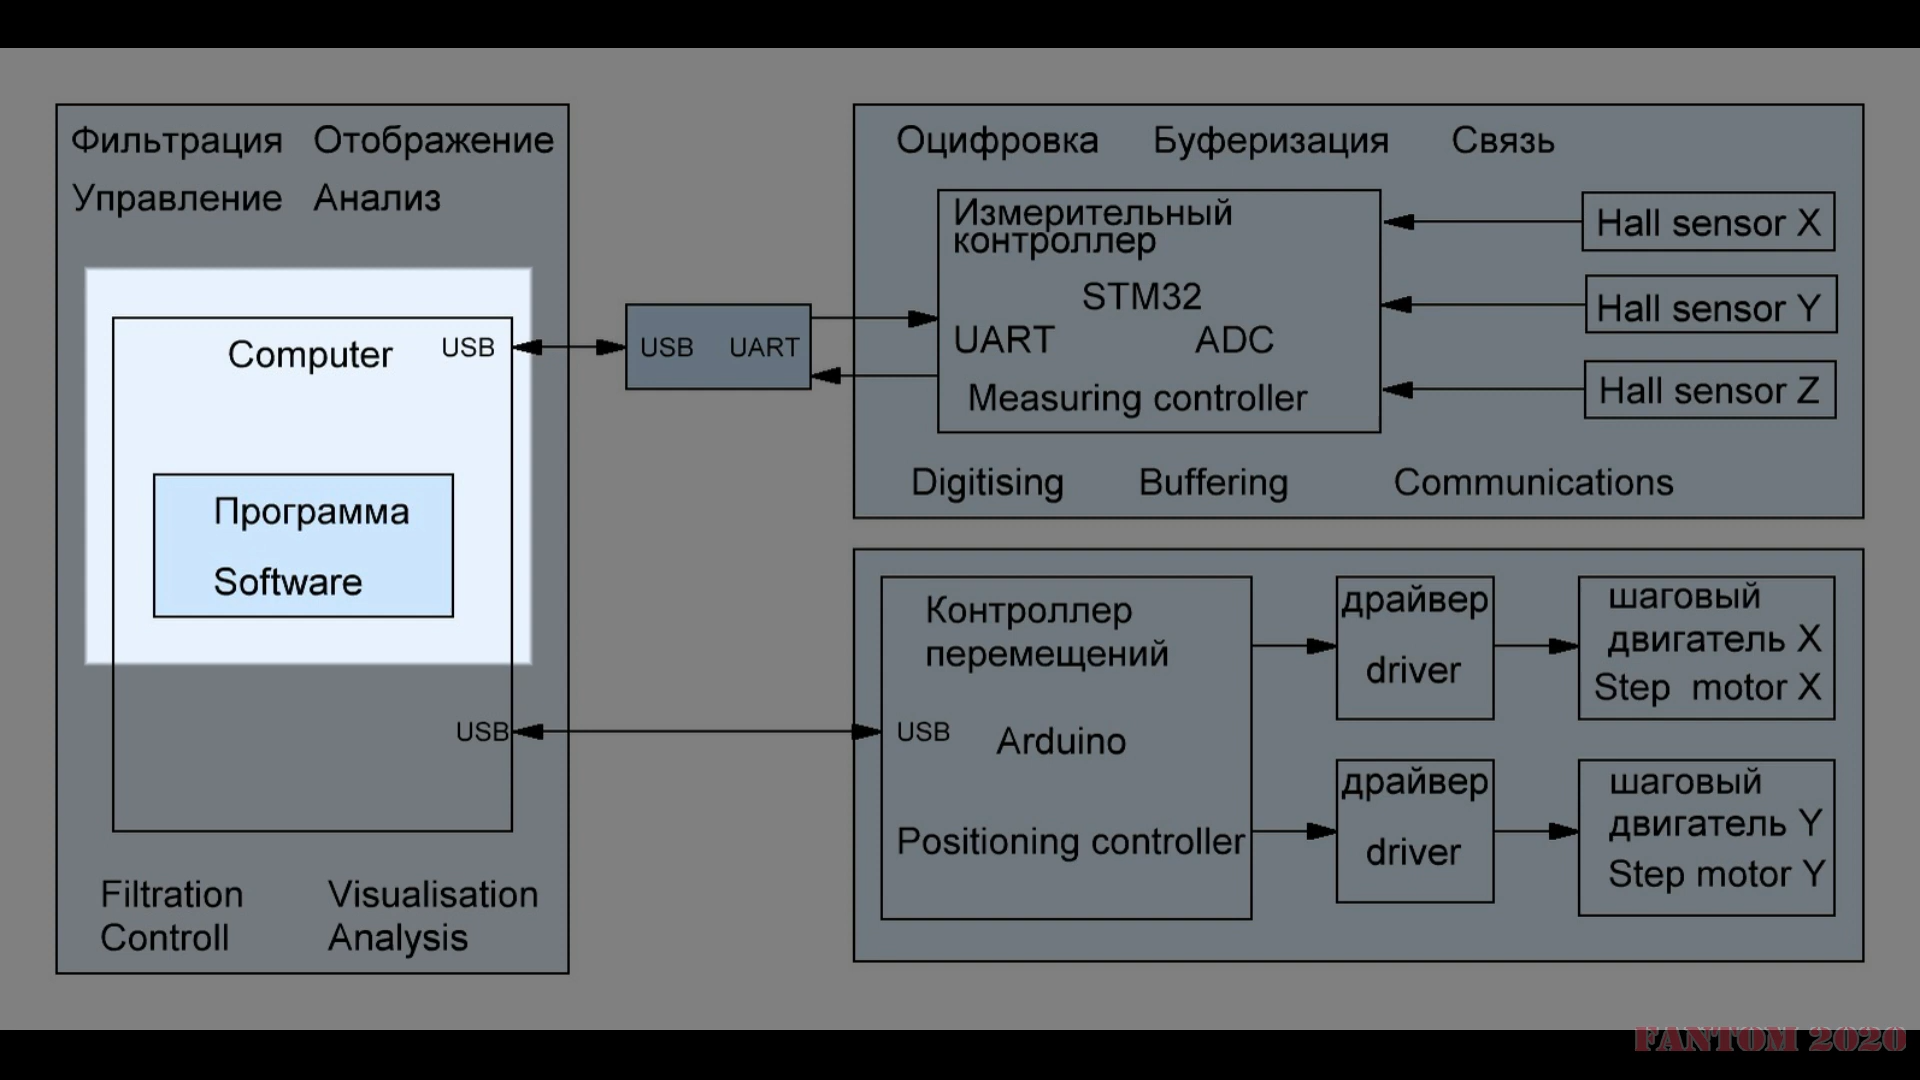 Фильтрация Отображение
Управление Анализ
Computer USB
Программа
Software
USB
Filtration Visualisation
Controll Analysis
USB UART
Оцифровка Буферизация Связь
Измерительный
контроллер
STM32
UART ADC
Measuring controller
Hall sensor X
Hall sensor Y
Hall sensor Z
Digitising Buffering Communications
Контроллер
перемещений
USB Arduino
Positioning controller
драйвер
driver
шаговый
двигатель X
Step motor X
драйвер
driver
шаговый
двигатель Y
Step motor Y
FANTOM 2020